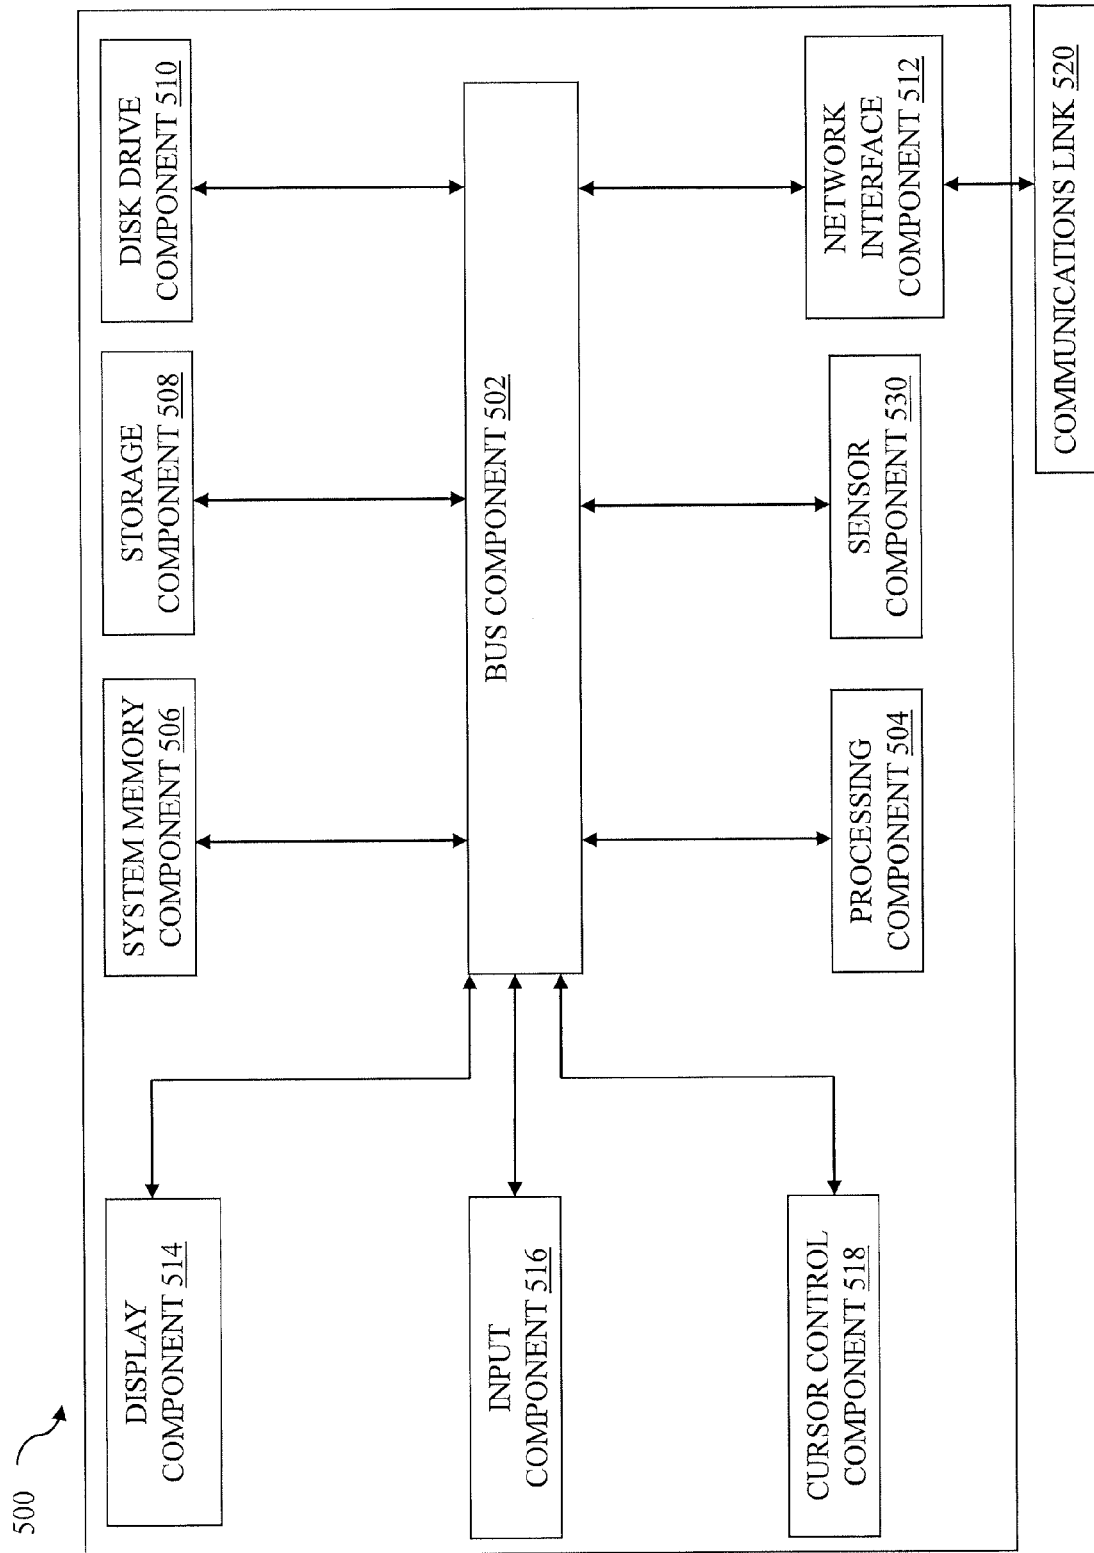 500
DISPLAY
COMPONENT 514
SYSTEM MEMORY
COMPONENT 506
STORAGE
COMPONENT 508
DISK DRIVE
COMPONENT 510
INPUT
COMPONENT 516
BUS COMPONENT 502
CURSOR CONTROL
COMPONENT 518
PROCESSING
COMPONENT 504
SENSOR
COMPONENT 530
NETWORK
INTERFACE
COMPONENT 512
COMMUNICATIONS LINK 520